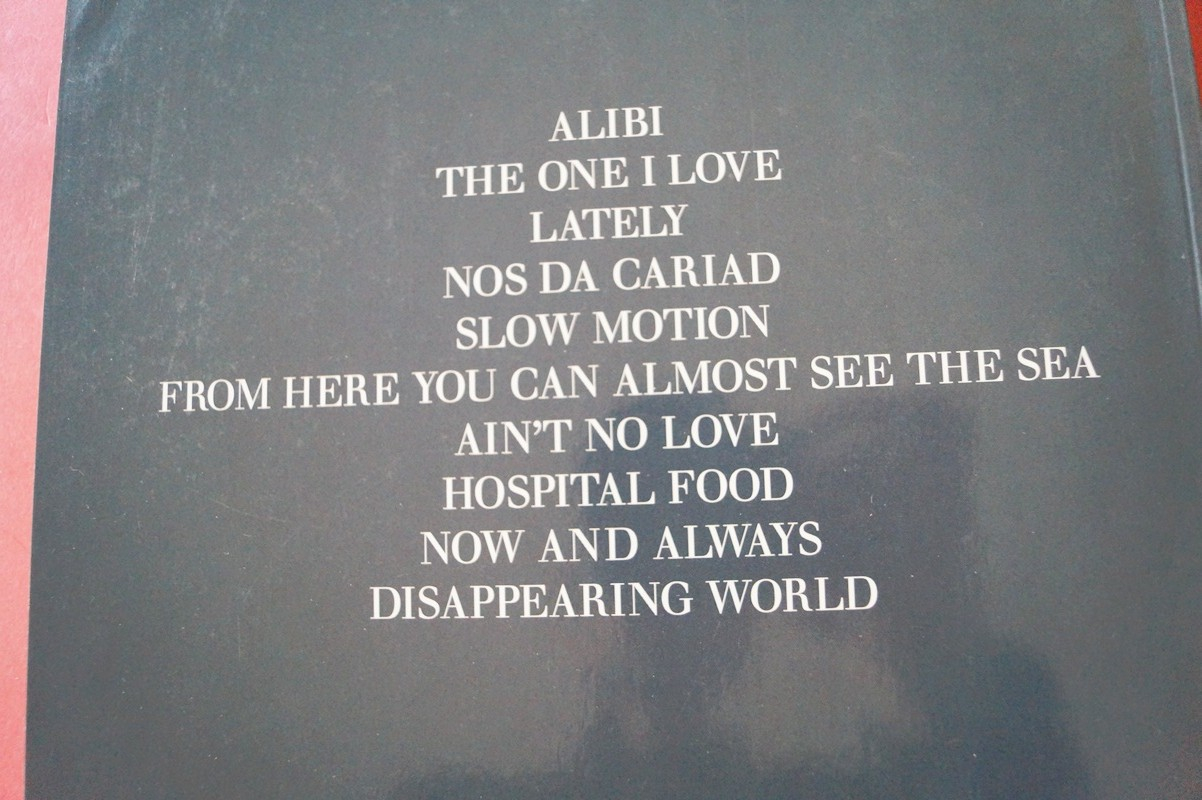 ALIBI
THE ONE I LOVE
LATELY
NOS DA CARIAD
SLOW MOTION
FROM HERE YOU CAN ALMOST SEE THE SEA
AIN'T NO LOVE
HOSPITAL FOOD
NOW AND ALWAYS
DISAPPEARING WORLD